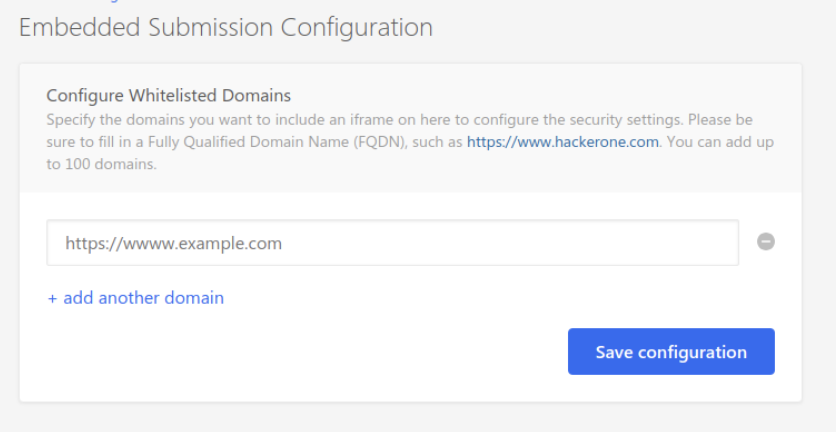 Embedded Submission Configuration
Configure Whitelisted Domains
Specify the domains you want to include an iframe on here to configure the security settings. Please be
sure to fill in a Fully Qualified Domain Name (FQDN), such as https://www.hackerone.com. You can add up
to 100 domains.
https://wwww.example.com
+ add another domain
Save configuration